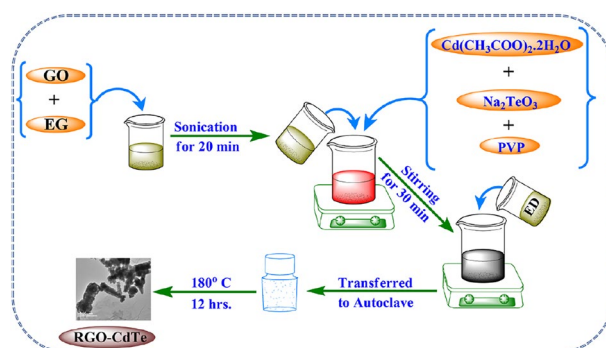 GO
+
EG
Sonication
for 20 min
Cd(CH₃COO)₂.2H₂O
+
Na₂TeO₃
+
PVP
Stirring
for 30 min
ED
Transferred
to Autoclave
180° C
12 hrs.
RGO-CdTe